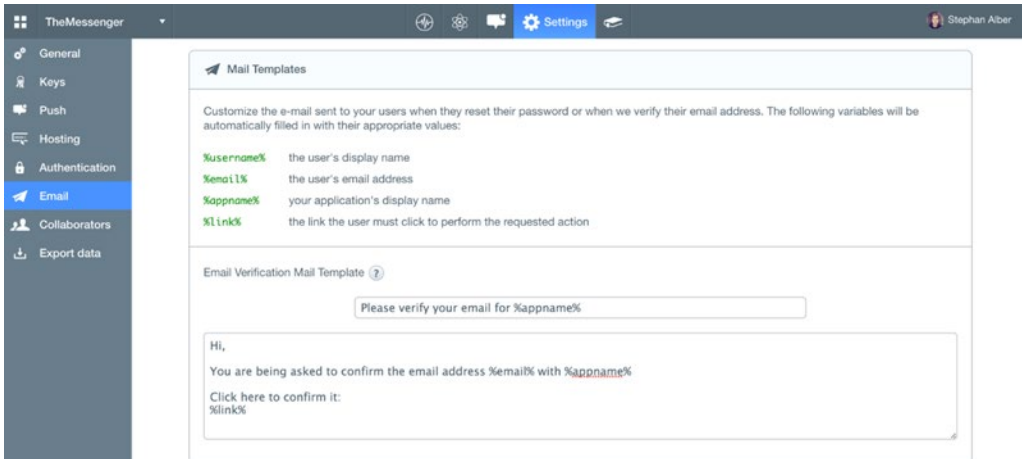 TheMessenger
Settings
Stephan Alber
General
Keys
Push
Hosting
Authentication
Email
Collaborators
Export data
Mail Templates
Customize the e-mail sent to your users when they reset their password or when we verify their email address. The following variables will be
automatically filled in with their appropriate values:
%username% the user's display name
%email% the user's email address
%appname% your application's display name
%link% the link the user must click to perform the requested action
Email Verification Mail Template ?
Please verify your email for %appname%
Hi,
You are being asked to confirm the email address %email% with %appname%
Click here to confirm it:
%link%